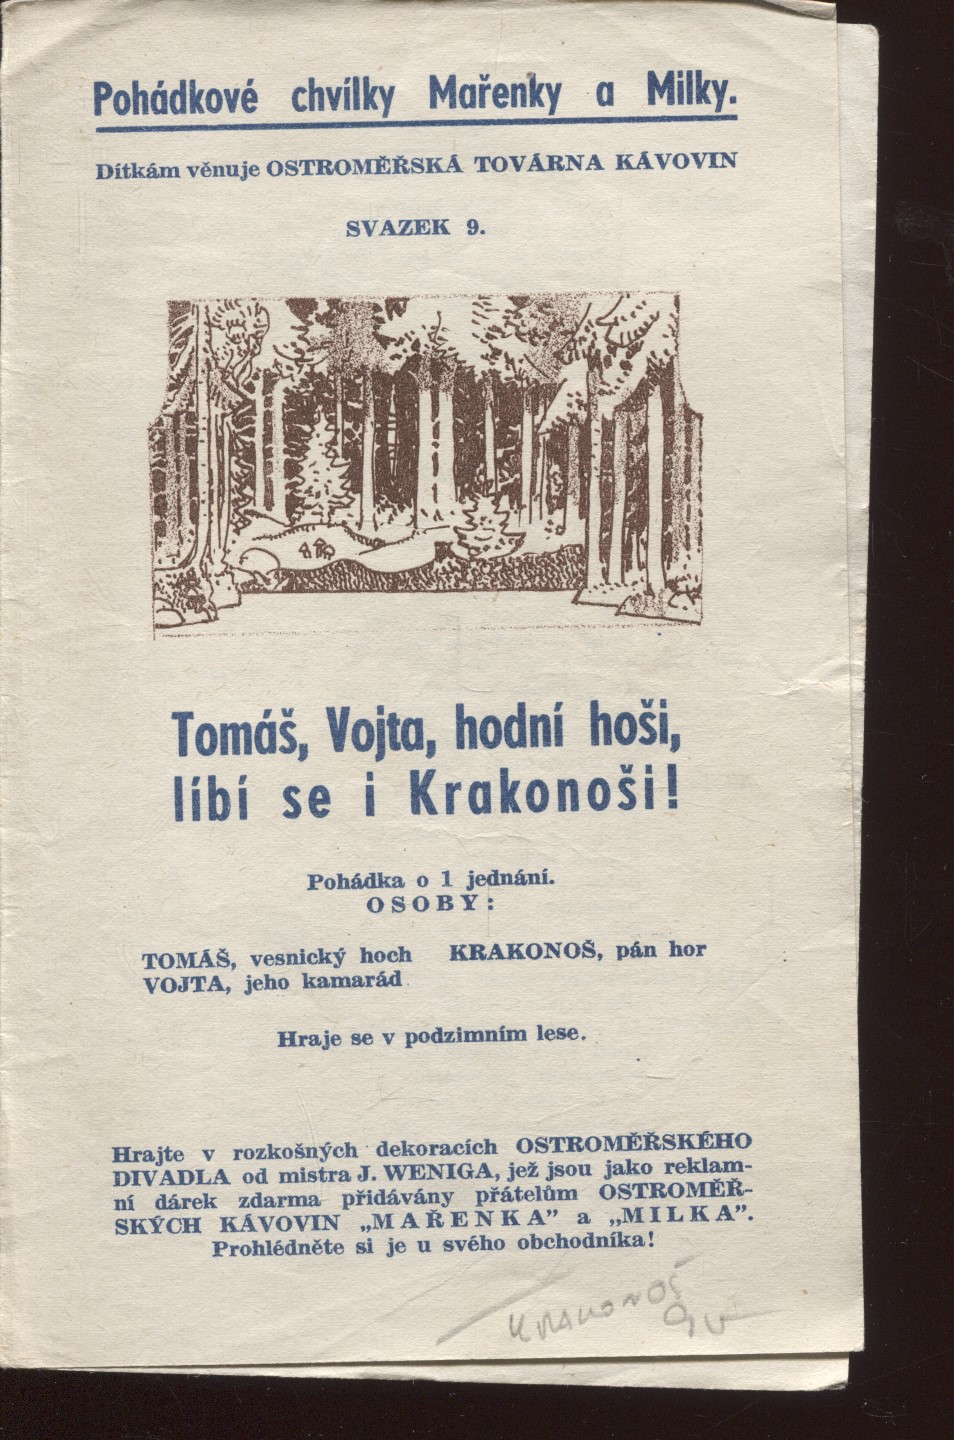 Pohádkové chvílky Mařenky a Milky.
Dítkám věnuje OSTROMĚŘSKÁ TOVÁRNA KÁVOVIN
SVAZEK 9.
Tomáš, Vojta, hodní hoši,
líbí se i Krakonoši!
Pohádka o 1 jednání.
OSOBY:
TOMÁŠ, vesnický hoch KRAKONOŠ, pán hor
VOJTA, jeho kamarád
Hraje se v podzimním lese.
Hrajte v rozkošných dekoracích OSTROMĚŘSKÉHO
DIVADLA od mistra J. WENIGA, jež jsou jako reklam-
ní dárek zdarma přidávány přátelům OSTROMĚŘ-
SKÝCH KÁVOVIN „MAŘENKA” a „MILKA”.
Prohlédněte si je u svého obchodníka!
KRAKONOŠ